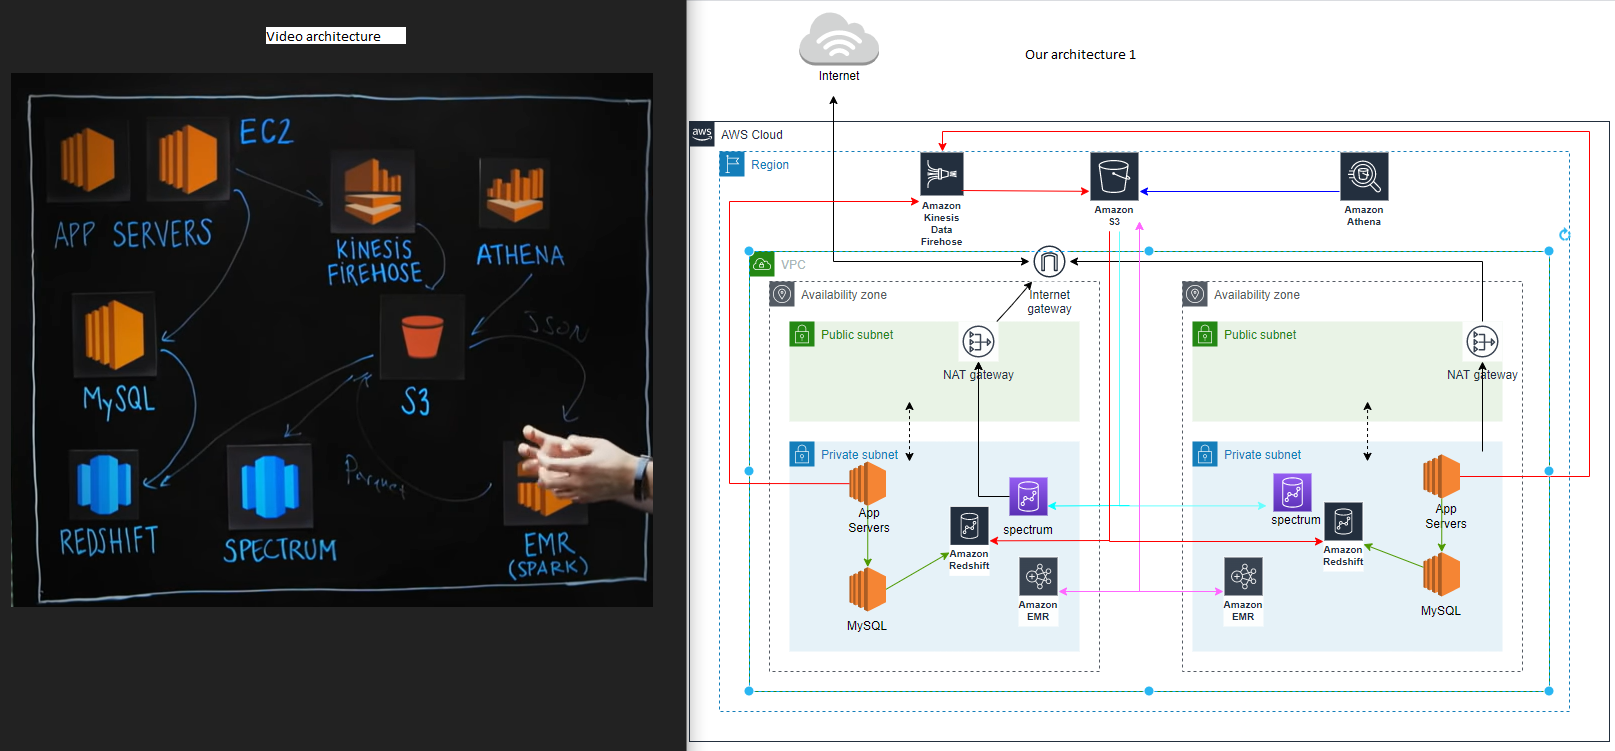 Video architecture
EC2
APP SERVERS
KINESIS
FIREHOSE
ATHENA
JSON
MySQL
S3
Parquet
REDSHIFT
SPECTRUM
EMR
(SPARK)
Our architecture 1
Internet
aws
AWS Cloud
Region
Amazon
Kinesis
Data
Firehose
Amazon
S3
Amazon
Athena
VPC
Internet
gateway
Availability zone
Public subnet
NAT gateway
Private subnet
App
Servers
spectrum
Amazon
Redshift
Amazon
EMR
MySQL
Availability zone
Public subnet
NAT gateway
Private subnet
App
Servers
spectrum
Amazon
Redshift
Amazon
EMR
MySQL